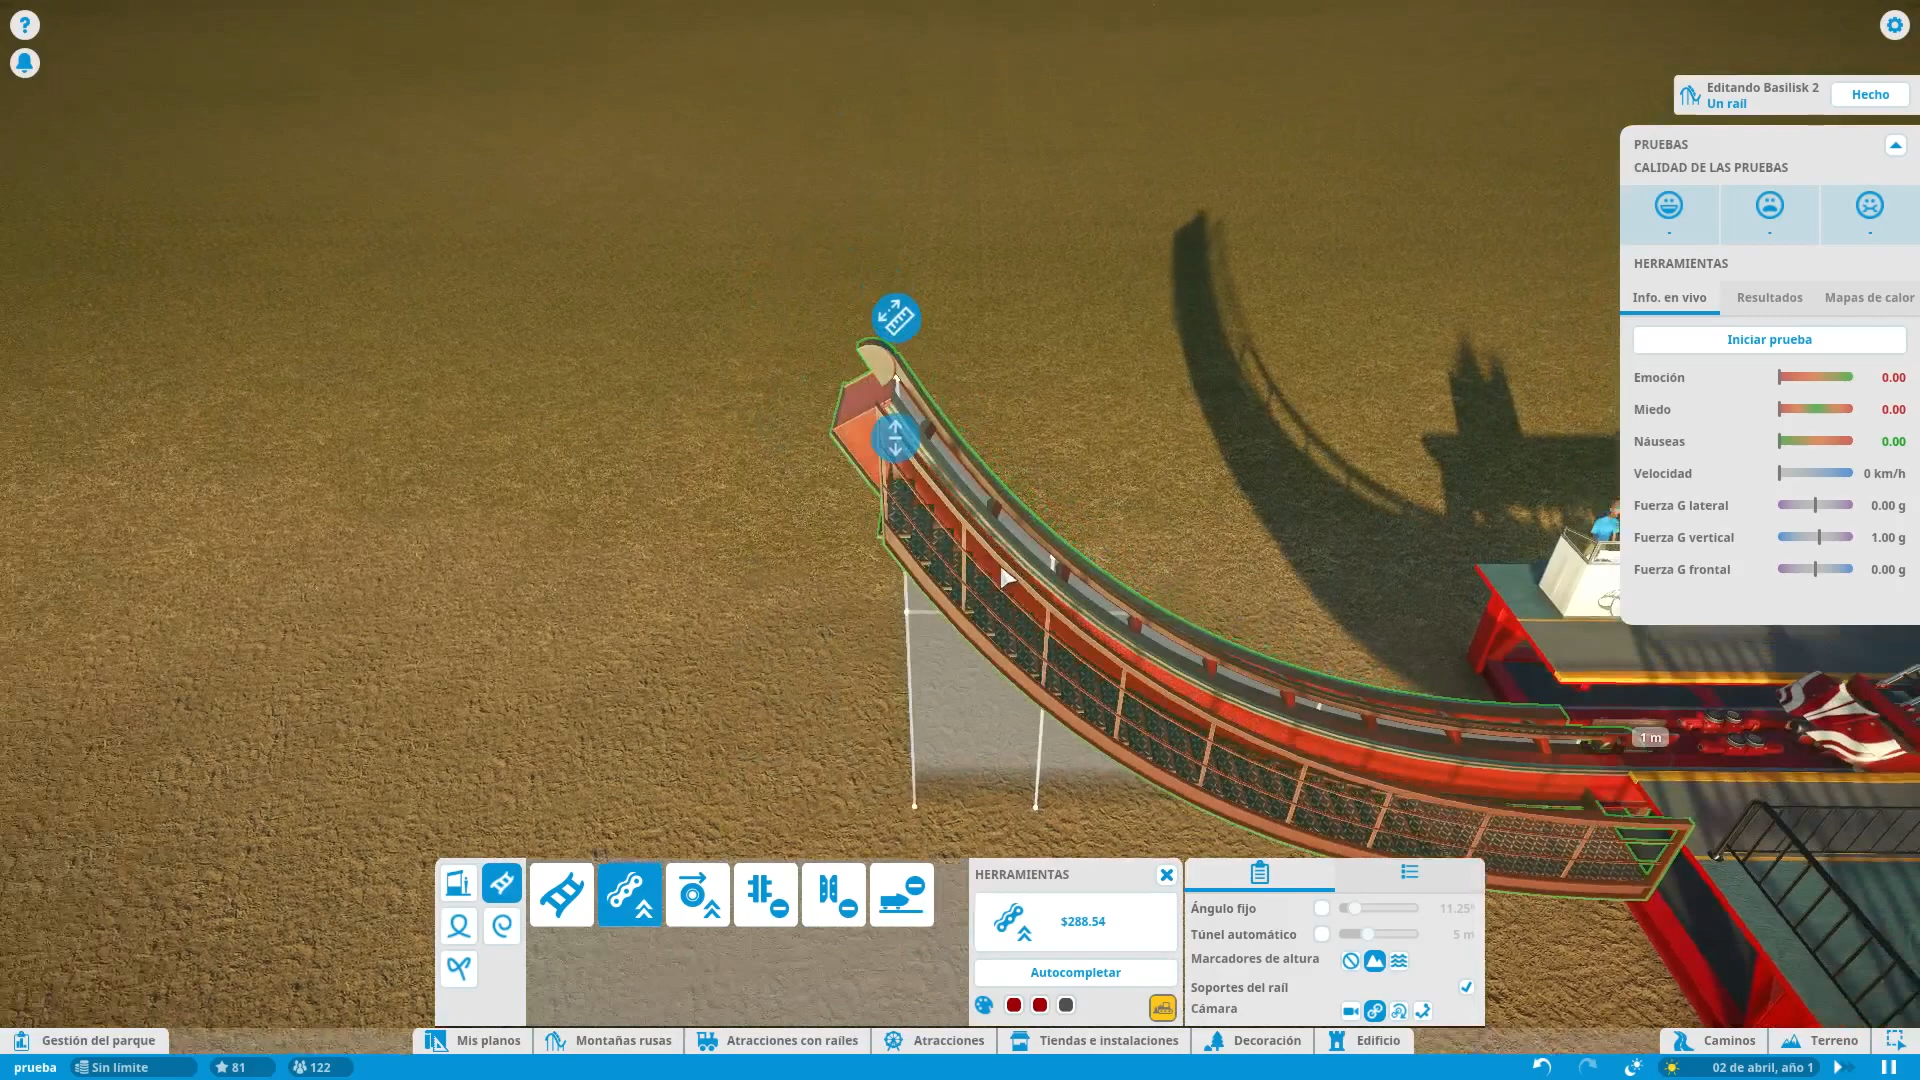 ?
Editando Basilisk 2
Un raíl
Hecho
PRUEBAS
CALIDAD DE LAS PRUEBAS
- - -
HERRAMIENTAS
Info. en vivo Resultados Mapas de calor
Iniciar prueba
Emoción 0.00
Miedo 0.00
Náuseas 0.00
Velocidad 0 km/h
Fuerza G lateral 0.00 g
Fuerza G vertical 1.00 g
Fuerza G frontal 0.00 g
1 m
HERRAMIENTAS
$288.54
Autocompletar
Ángulo fijo 11.25°
Túnel automático 5 m
Marcadores de altura
Soportes del raíl
Cámara
Gestión del parque
Mis planos Montañas rusas Atracciones con raíles Atracciones Tiendas e instalaciones Decoración Edificio
Caminos Terreno
prueba Sin límite 81 122
02 de abril, año 1